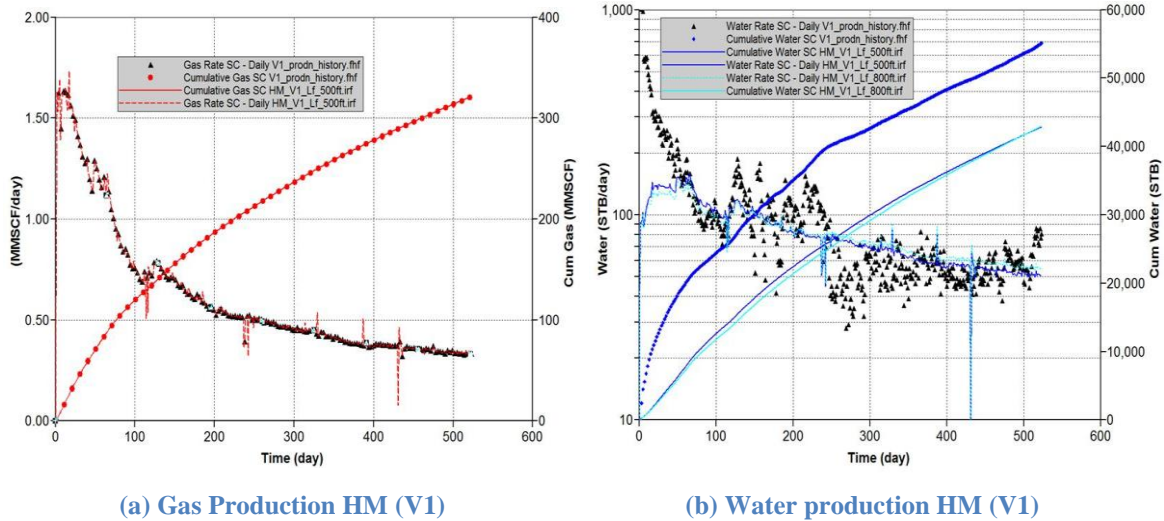 2.00
400
Gas Rate SC - Daily V1_prodn_history.fhf
Cumulative Gas SC V1_prodn_history.fhf
Cumulative Gas SC HM_V1_Lf_500ft.irf
Gas Rate SC - Daily HM_V1_Lf_500ft.irf
1.50
300
(MMSCF/day)
1.00
200
Cum Gas (MMSCF)
0.50
100
0.00
0
0
100
200
300
400
500
600
Time (day)
(a) Gas Production HM (V1)
1,000
60,000
Water Rate SC - Daily V1_prodn_history.fhf
Cumulative Water SC V1_prodn_history.fhf
Cumulative Water SC HM_V1_Lf_500ft.irf
Water Rate SC - Daily HM_V1_Lf_500ft.irf
Water Rate SC - Daily HM_V1_Lf_800ft.irf
Cumulative Water SC HM_V1_Lf_800ft.irf
50,000
40,000
Water (STB/day)
100
30,000
Cum Water (STB)
20,000
10,000
10
0
0
100
200
300
400
500
600
Time (day)
(b) Water production HM (V1)